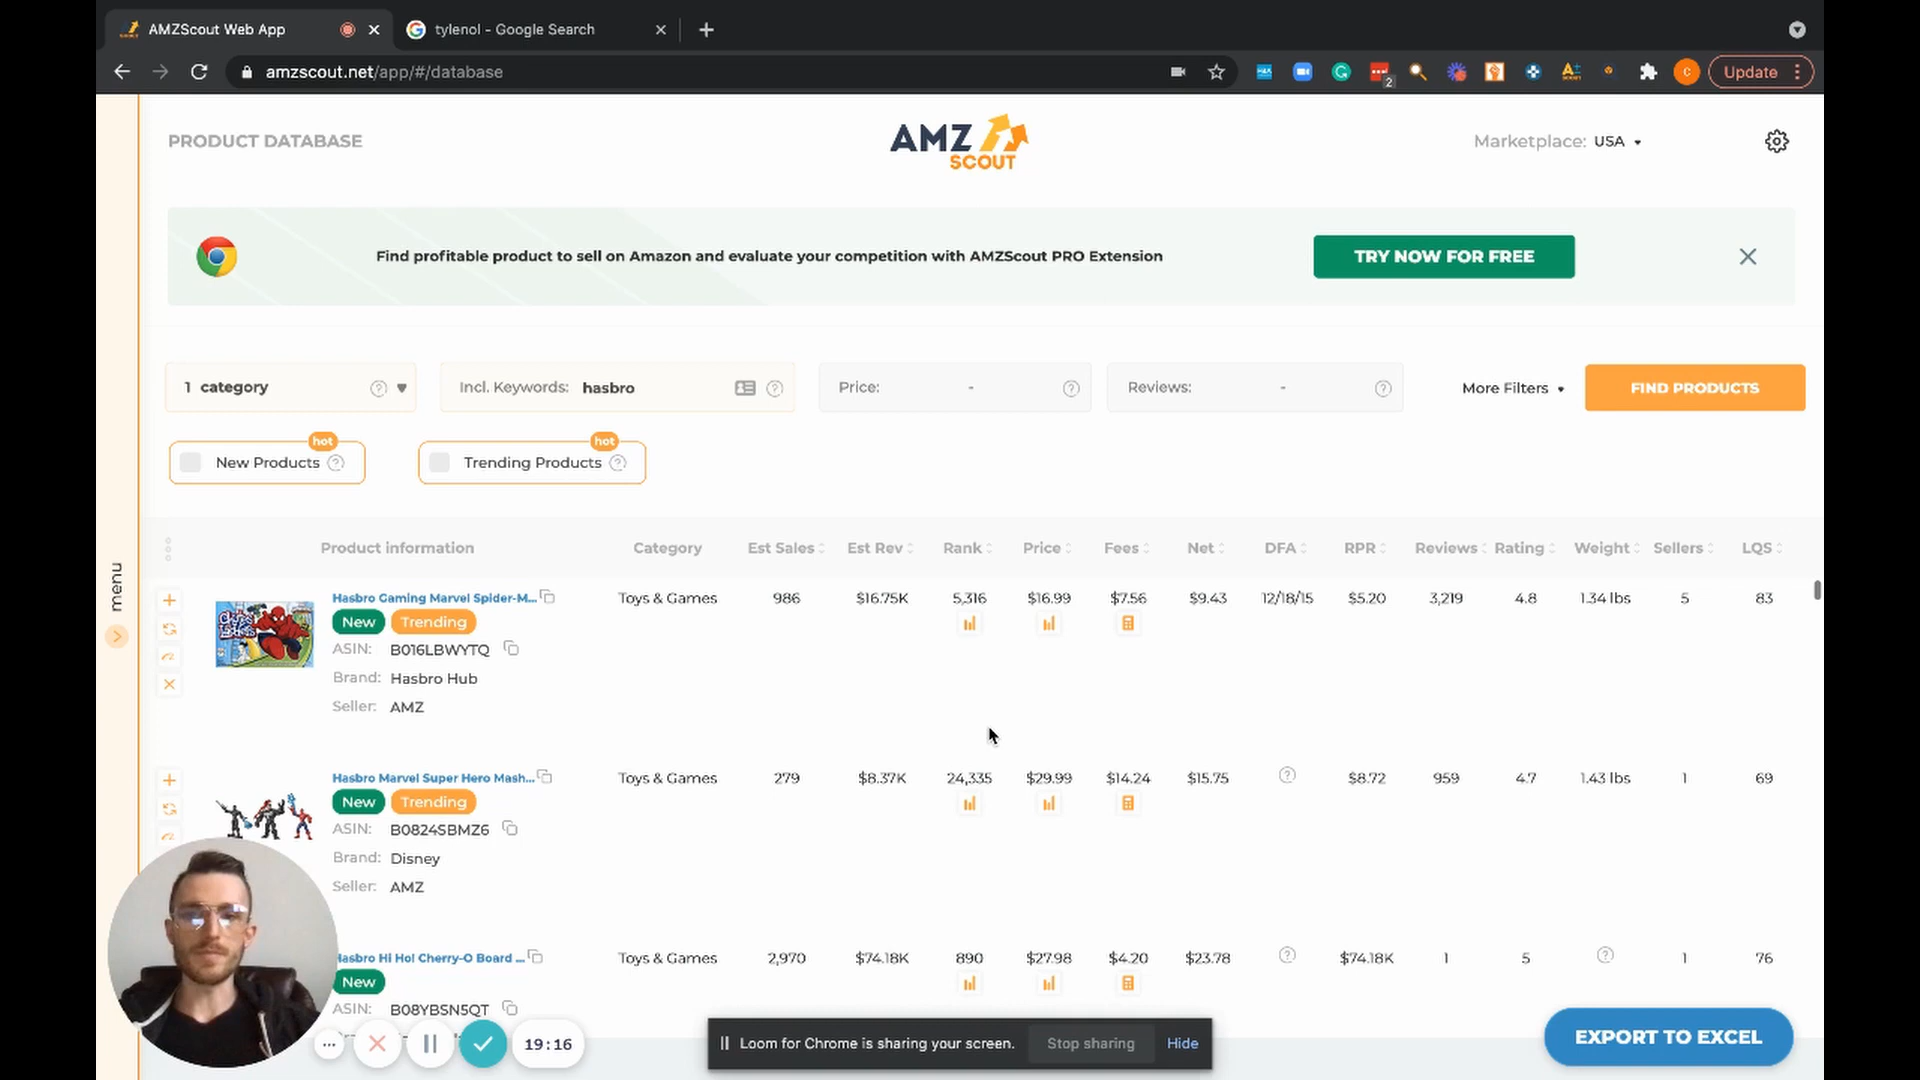 AMZScout Web App
tylenol - Google Search
amzscout.net/app/#/database
2
C
Update
PRODUCT DATABASE
AMZ
SCOUT
Marketplace: USA
Find profitable product to sell on Amazon and evaluate your competition with AMZScout PRO Extension
TRY NOW FOR FREE
1 category
Incl. Keywords: hasbro
Price: -
Reviews: -
More Filters
FIND PRODUCTS
hot
New Products
hot
Trending Products
menu
Product information Category Est Sales Est Rev Rank Price Fees Net DFA RPR Reviews Rating Weight Sellers LQS
Hasbro Gaming Marvel Spider-M... Toys & Games 986 $16.75K 5,316 $16.99 $7.56 $9.43 12/18/15 $5.20 3,219 4.8 1.34 lbs 5 83
New Trending
ASIN: B016LBWYTQ
Brand: Hasbro Hub
Seller: AMZ
Hasbro Marvel Super Hero Mash... Toys & Games 279 $8.37K 24,335 $29.99 $14.24 $15.75 ? $8.72 959 4.7 1.43 lbs 1 69
New Trending
ASIN: B0824SBMZ6
Brand: Disney
Seller: AMZ
Hasbro Hi Ho! Cherry-O Board ... Toys & Games 2,970 $74.18K 890 $27.98 $4.20 $23.78 ? $74.18K 1 5 ? 1 76
New
ASIN: B08YBSN5QT
19:16
Loom for Chrome is sharing your screen.
Stop sharing
Hide
EXPORT TO EXCEL